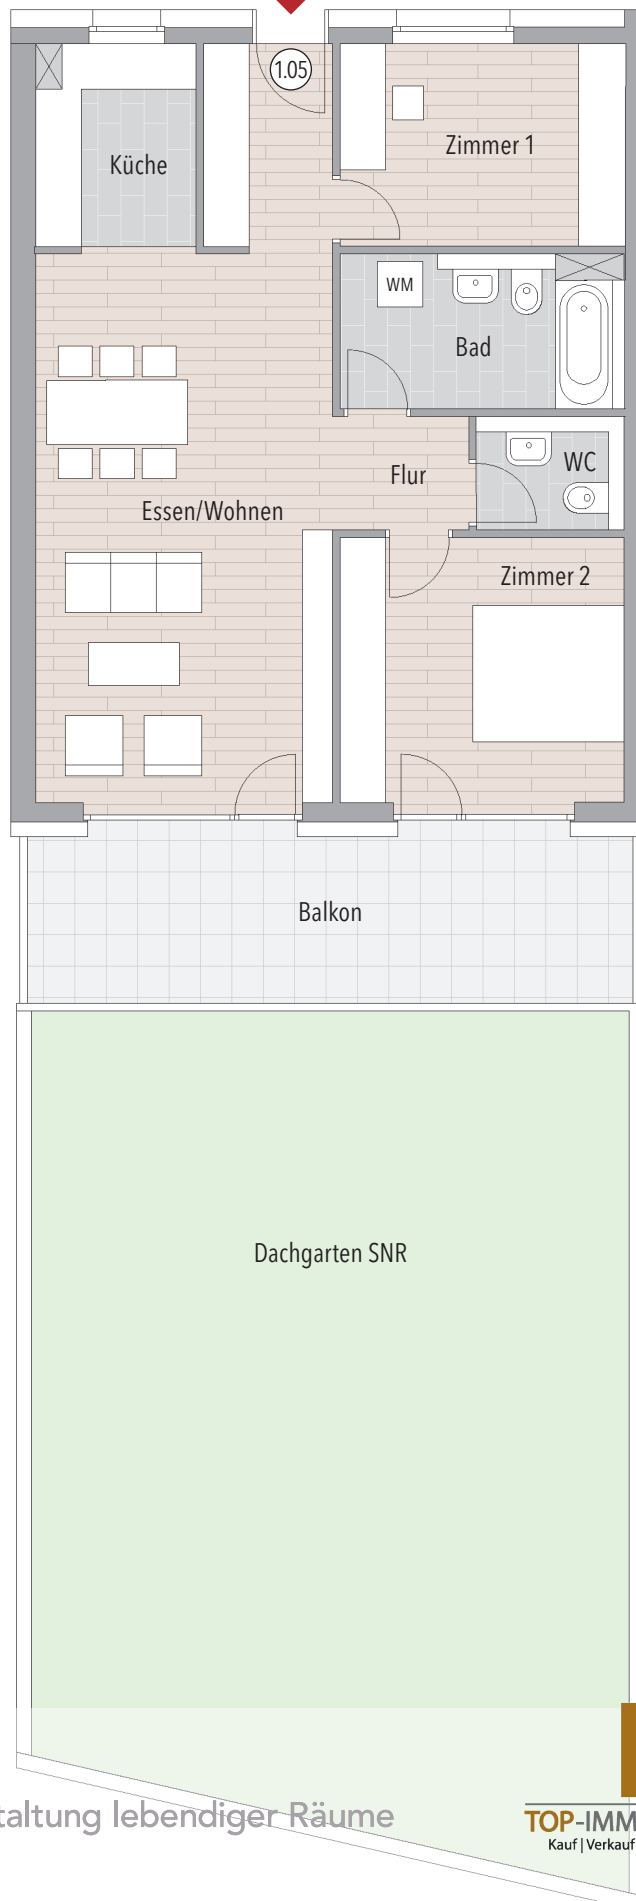 1.05
Zimmer 1
Küche
WM
Bad
WC
Flur
Essen/Wohnen
Zimmer 2
Balkon
Dachgarten SNR
taltung lebendiger Räume
TOP-IMM
Kauf | Verkauf